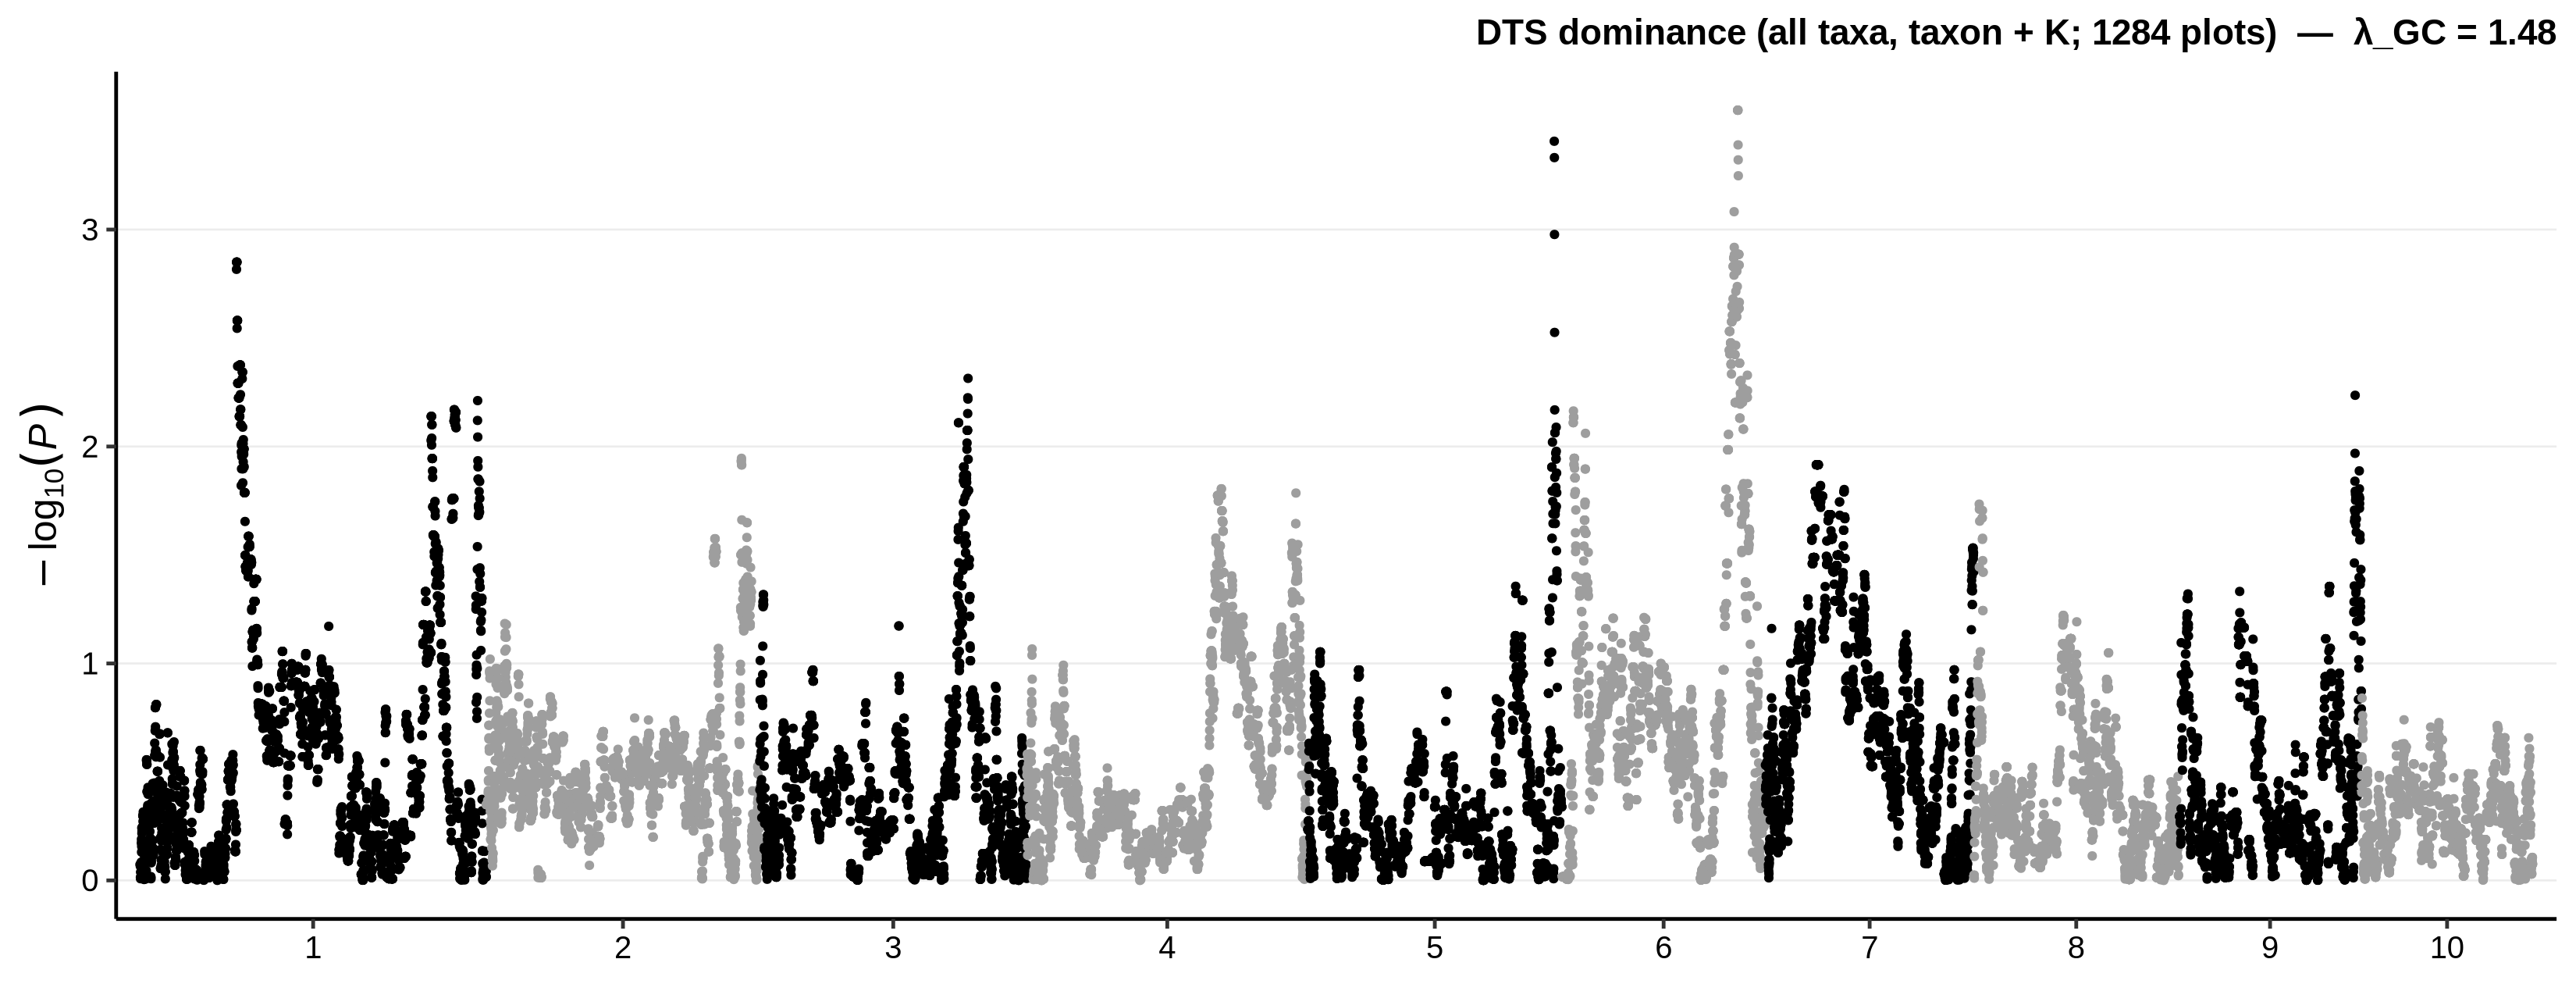 DTS dominance (all taxa, taxon + K; 1284 plots) — λ_GC = 1.48
− log10(P)
3
2
1
0
1 2 3 4 5 6 7 8 9 10